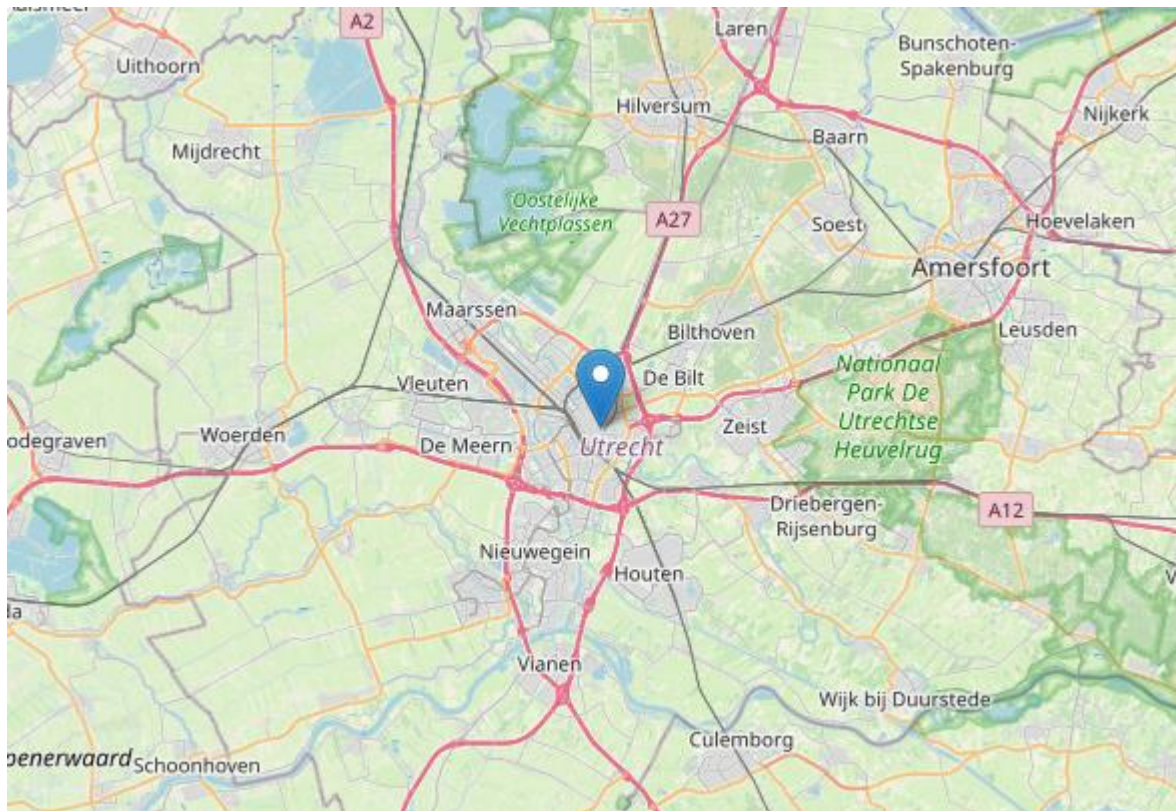 A2
Laren
Uithoorn
Bunschoten-
Spakenburg
Hilversum
Nijkerk
Baarn
Mijdrecht
Oostelijke
Vechtplassen
A27
Soest
Hoevelaken
Amersfoort
Maarssen
Bilthoven
Leusden
Nationaal
Park De
Utrechtse
Heuvelrug
De Bilt
Vleuten
Zeist
odegraven
Woerden
De Meern
Utrecht
Driebergen-
Rijsenburg
A12
Nieuwegein
Houten
Vianen
Wijk bij Duurstede
Culemborg
penerwaard
Schoonhoven